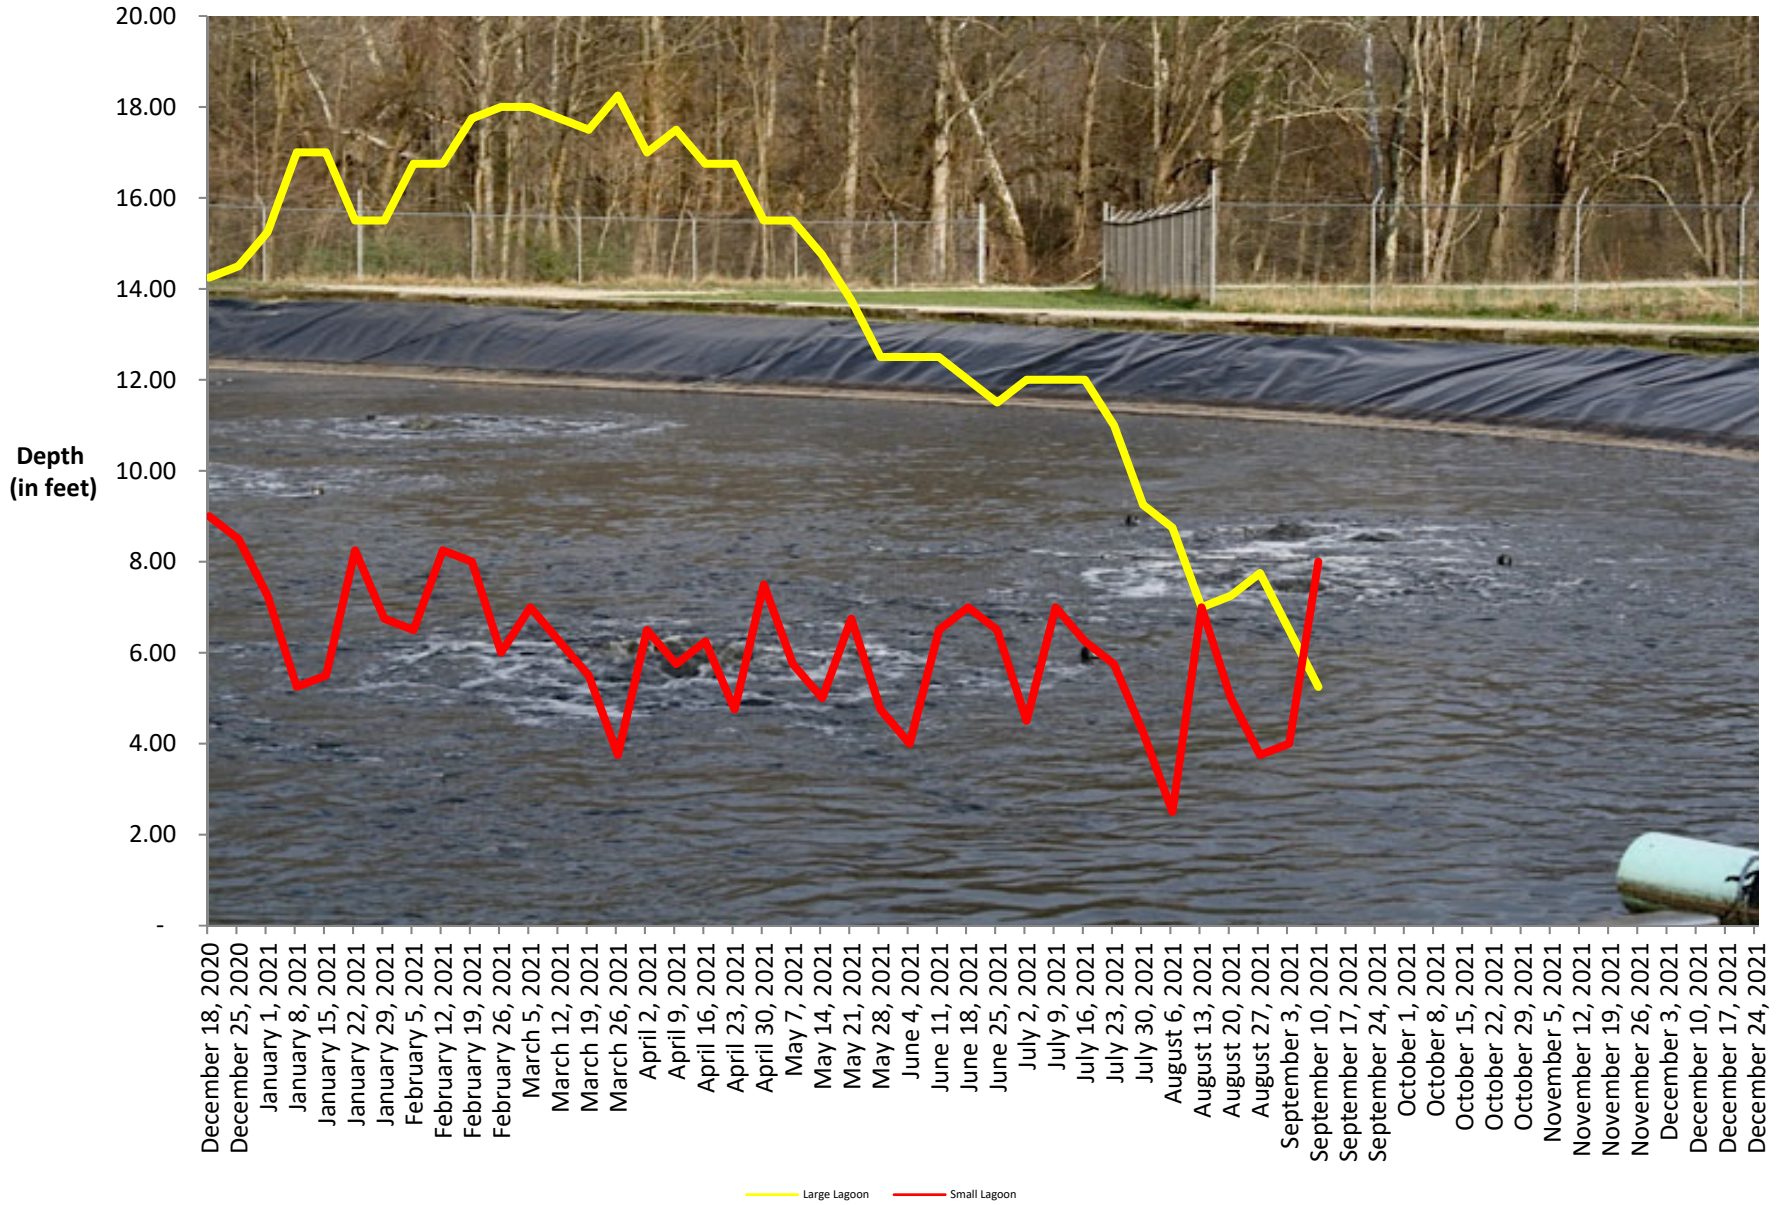 20.00
18.00
16.00
14.00
12.00
10.00
8.00
6.00
4.00
2.00
-
Depth
(in feet)
December 18, 2020
December 25, 2020
January 1, 2021
January 8, 2021
January 15, 2021
January 22, 2021
January 29, 2021
February 5, 2021
February 12, 2021
February 19, 2021
February 26, 2021
March 5, 2021
March 12, 2021
March 19, 2021
March 26, 2021
April 2, 2021
April 9, 2021
April 16, 2021
April 23, 2021
April 30, 2021
May 7, 2021
May 14, 2021
May 21, 2021
May 28, 2021
June 4, 2021
June 11, 2021
June 18, 2021
June 25, 2021
July 2, 2021
July 9, 2021
July 16, 2021
July 23, 2021
July 30, 2021
August 6, 2021
August 13, 2021
August 20, 2021
August 27, 2021
September 3, 2021
September 10, 2021
September 17, 2021
September 24, 2021
October 1, 2021
October 8, 2021
October 15, 2021
October 22, 2021
October 29, 2021
November 5, 2021
November 12, 2021
November 19, 2021
November 26, 2021
December 3, 2021
December 10, 2021
December 17, 2021
December 24, 2021
Large Lagoon
Small Lagoon